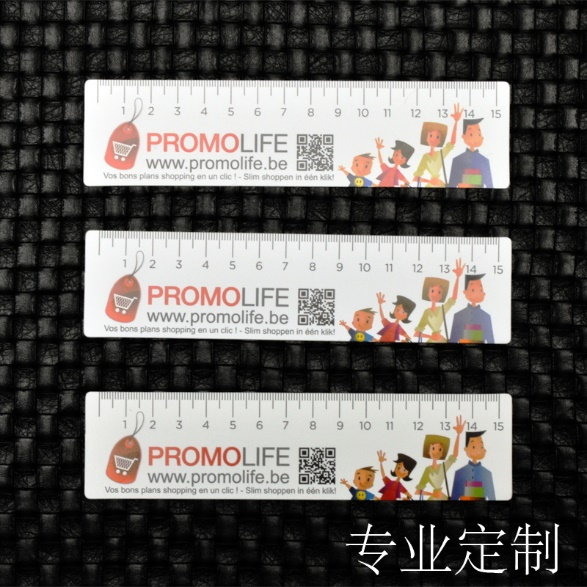 1 2 3 4 5 6 7 8 9 10 11 12 13 14 15
PROMOLIFE
www.promolife.be
Vos bons plans shopping en un clic ! - Slim shoppen in één klik!
1 2 3 4 5 6 7 8 9 10 11 12 13 14 15
PROMOLIFE
www.promolife.be
Vos bons plans shopping en un clic ! - Slim shoppen in één klik!
1 2 3 4 5 6 7 8 9 10 11 12 13 14 15
PROMOLIFE
www.promolife.be
Vos bons plans shopping en un clic ! - Slim shoppen in één klik!
专业定制